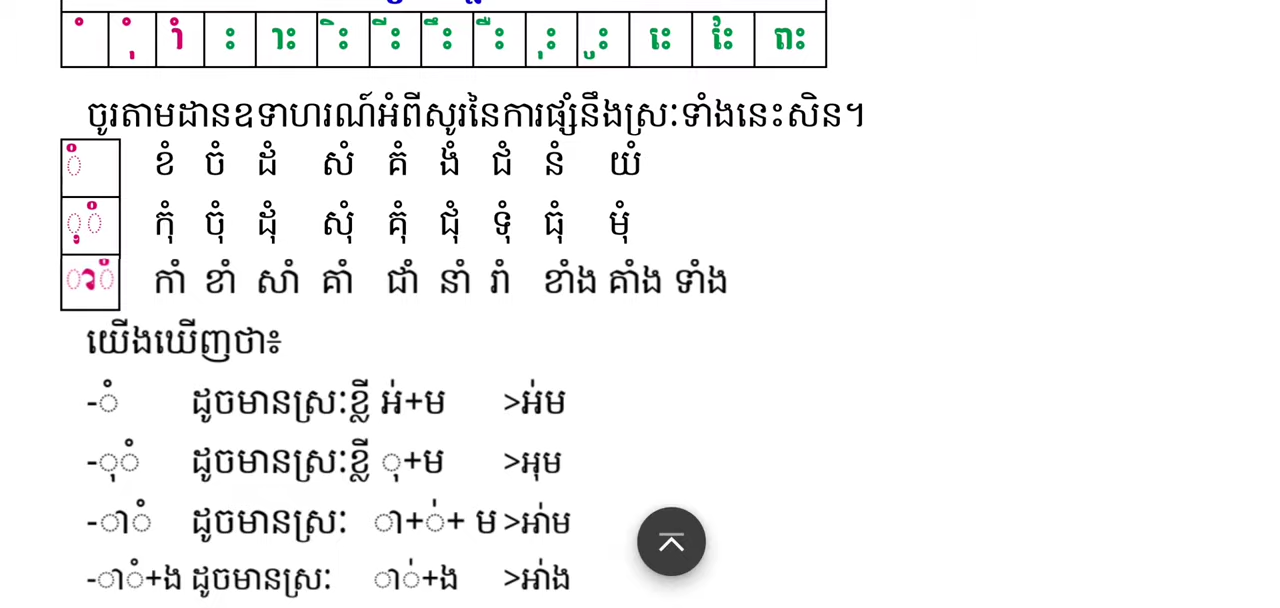 ំ ុំ ាំ ះ ាះ ិះ ីះ ឹះ ឺះ ុះ ូះ េះ ែះ ោះ
ចូរតាមដានឧទាហរណ៍អំពីសូរនៃការផ្សំនឹងស្រៈទាំងនេះសិន។
ំ ខំ ចំ ដំ សំ គំ ងំ ជំ នំ យំ
ុំ កុំ ចុំ ដុំ សុំ គុំ ជុំ ទុំ ធុំ មុំ
ាំ កាំ ខាំ សាំ គាំ ជាំ នាំ រាំ ខាំង គាំង ទាំង
យើងឃើញថា៖
-ំ ដូចមានស្រៈខ្លី អ់+ម >អ់ម
-ុំ ដូចមានស្រៈខ្លី ុ+ម >អុម
-ាំ ដូចមានស្រៈ ា+់+ ម >អា់ម
-ាំ+ង ដូចមានស្រៈ ា់+ង >អា់ង